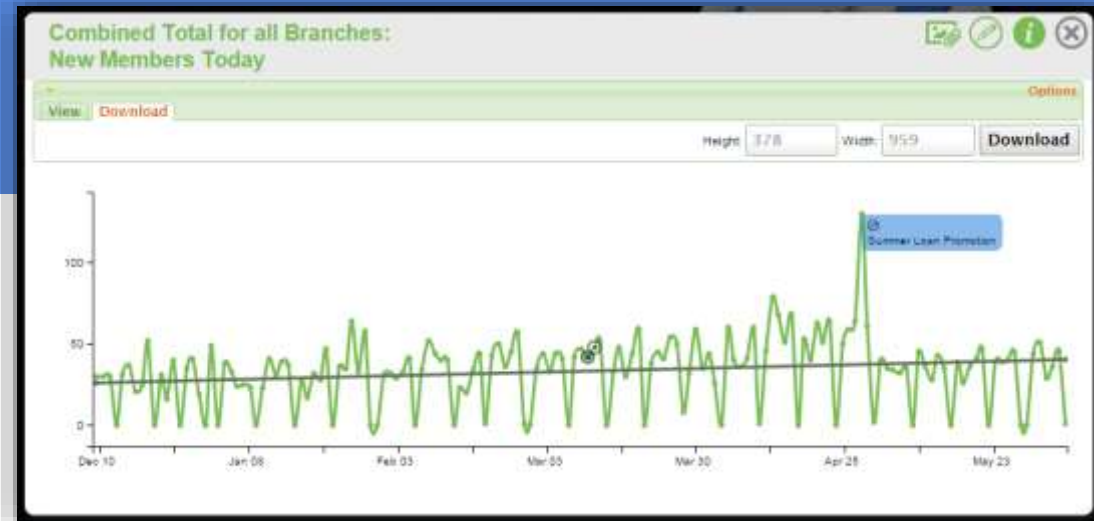 Combined Total for all Branches:
New Members Today
Options
View Download
Height: 378 Width: 959 Download
Summer Loan Promotion
100
50
0
Dec 10 Jan 06 Feb 03 Mar 03 Mar 30 Apr 25 May 23